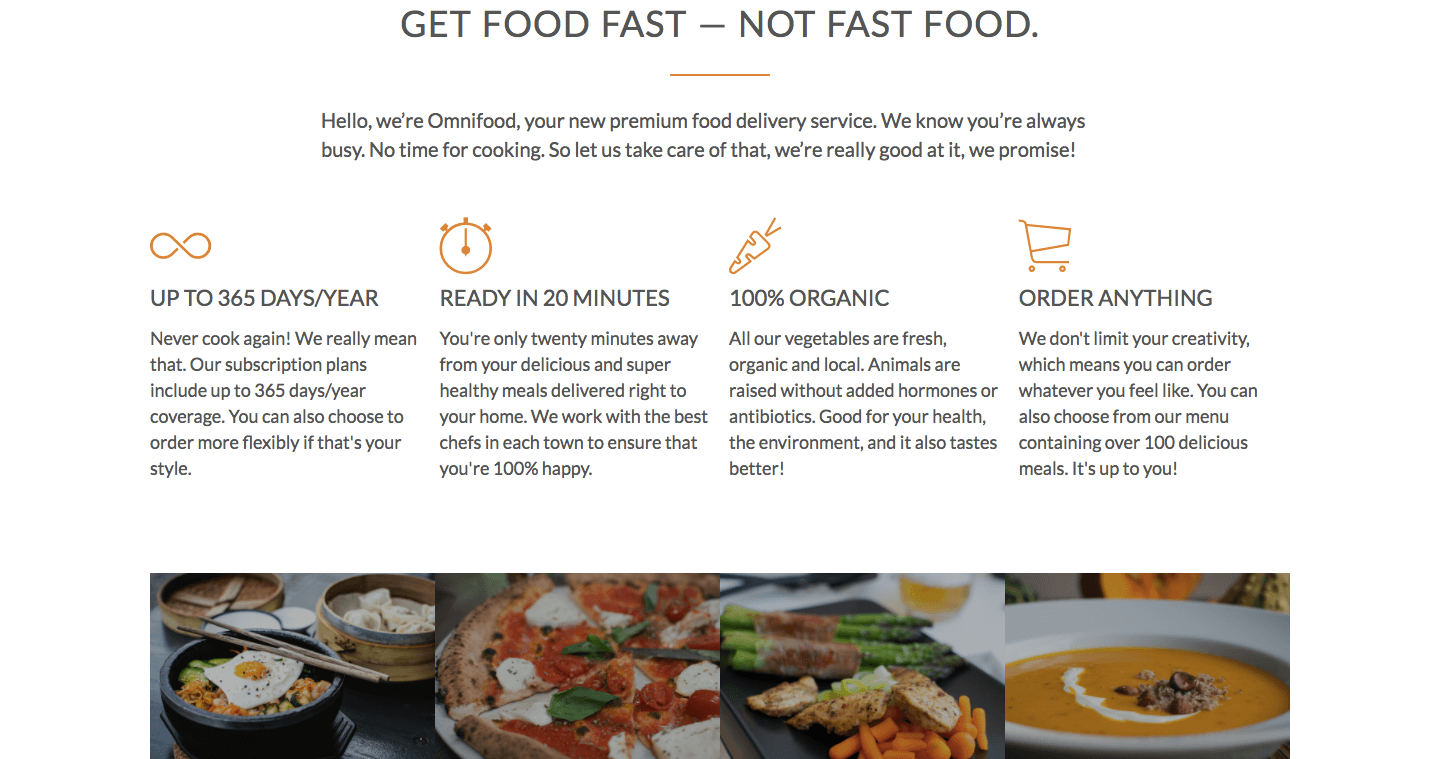 GET FOOD FAST — NOT FAST FOOD.
Hello, we’re Omnifood, your new premium food delivery service. We know you’re always
busy. No time for cooking. So let us take care of that, we’re really good at it, we promise!
UP TO 365 DAYS/YEAR
Never cook again! We really mean
that. Our subscription plans
include up to 365 days/year
coverage. You can also choose to
order more flexibly if that's your
style.
READY IN 20 MINUTES
You're only twenty minutes away
from your delicious and super
healthy meals delivered right to
your home. We work with the best
chefs in each town to ensure that
you're 100% happy.
100% ORGANIC
All our vegetables are fresh,
organic and local. Animals are
raised without added hormones or
antibiotics. Good for your health,
the environment, and it also tastes
better!
ORDER ANYTHING
We don't limit your creativity,
which means you can order
whatever you feel like. You can
also choose from our menu
containing over 100 delicious
meals. It's up to you!